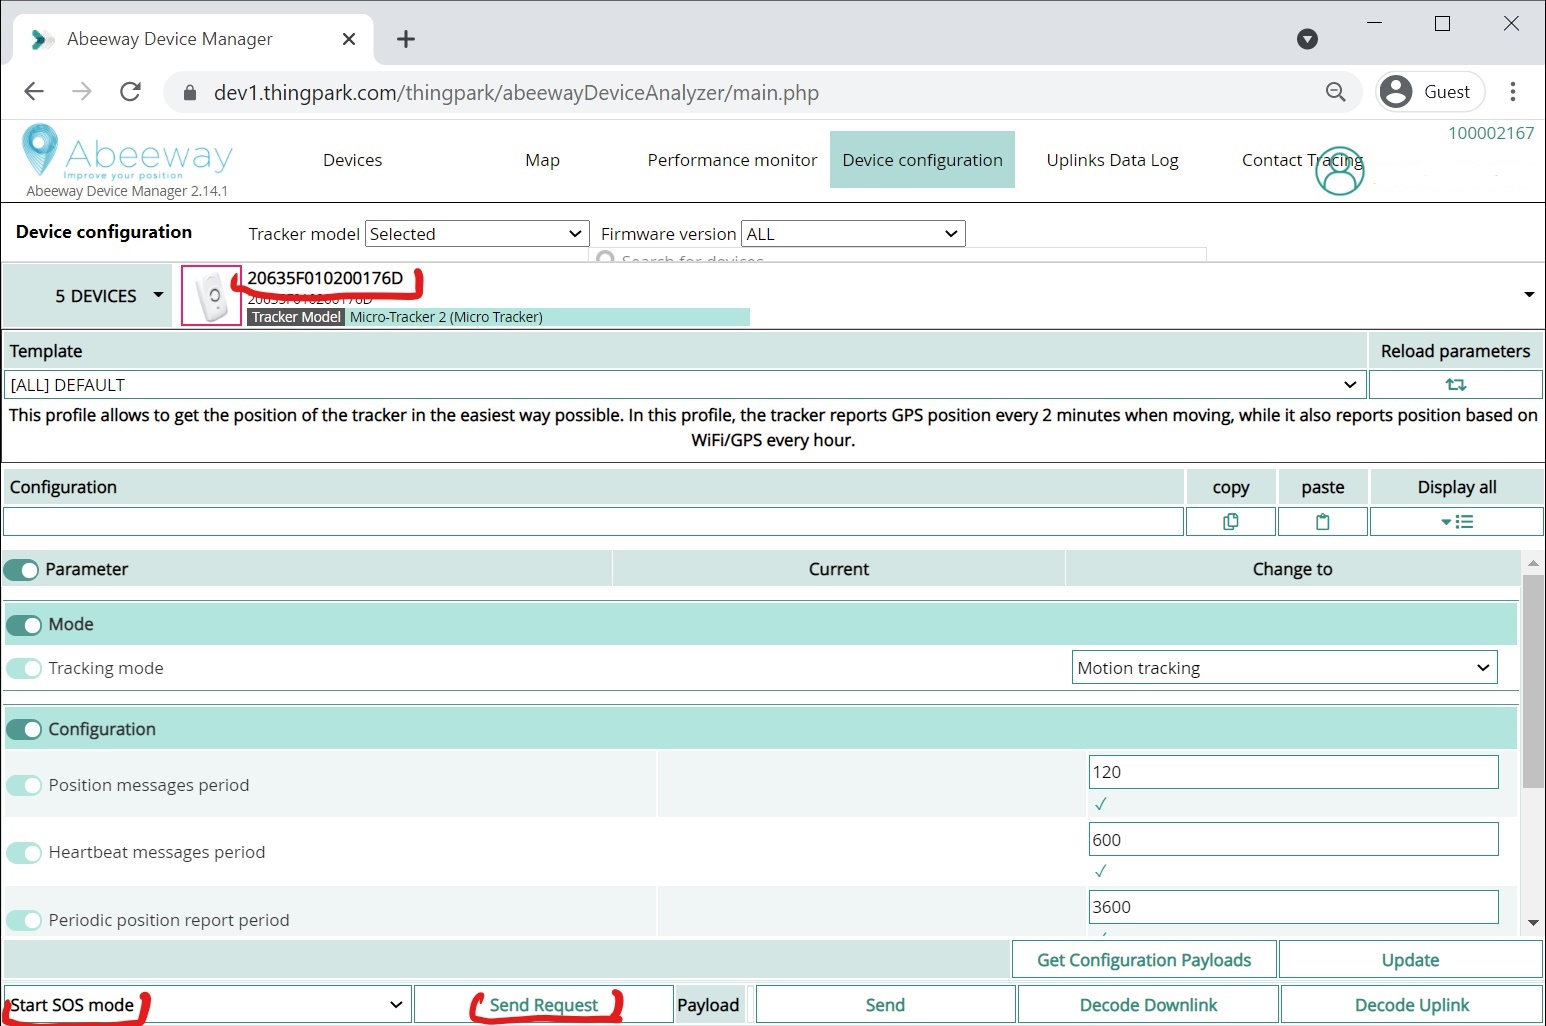 Abeeway Device Manager
dev1.thingpark.com/thingpark/abeewayDeviceAnalyzer/main.php
Guest
Abeeway
Improve your position
Abeeway Device Manager 2.14.1
Devices
Map
Performance monitor
Device configuration
Uplinks Data Log
Contact Tracing
100002167
Device configuration
Tracker model
Selected
Firmware version
ALL
Search for devices
5 DEVICES
20635F010200176D
20635F010200176D
Tracker Model
Micro-Tracker 2 (Micro Tracker)
Template
Reload parameters
[ALL] DEFAULT
This profile allows to get the position of the tracker in the easiest way possible. In this profile, the tracker reports GPS position every 2 minutes when moving, while it also reports position based on
WiFi/GPS every hour.
Configuration
copy
paste
Display all
Parameter
Current
Change to
Mode
Tracking mode
Motion tracking
Configuration
Position messages period
120
Heartbeat messages period
600
Periodic position report period
3600
Get Configuration Payloads
Update
Start SOS mode
Send Request
Payload
Send
Decode Downlink
Decode Uplink